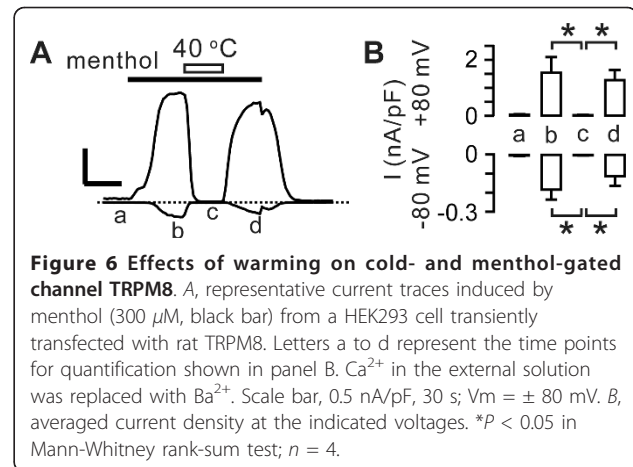 A
menthol
40 °C
a
b
c
d
B
I (nA/pF)
-80 mV +80 mV
2
0
a b c d
0
-0.3
* *
* *
Figure 6 Effects of warming on cold- and menthol-gated
channel TRPM8. A, representative current traces induced by
menthol (300 μM, black bar) from a HEK293 cell transiently
transfected with rat TRPM8. Letters a to d represent the time points
for quantification shown in panel B. Ca2+ in the external solution
was replaced with Ba2+. Scale bar, 0.5 nA/pF, 30 s; Vm = ± 80 mV. B,
averaged current density at the indicated voltages. *P < 0.05 in
Mann-Whitney rank-sum test; n = 4.